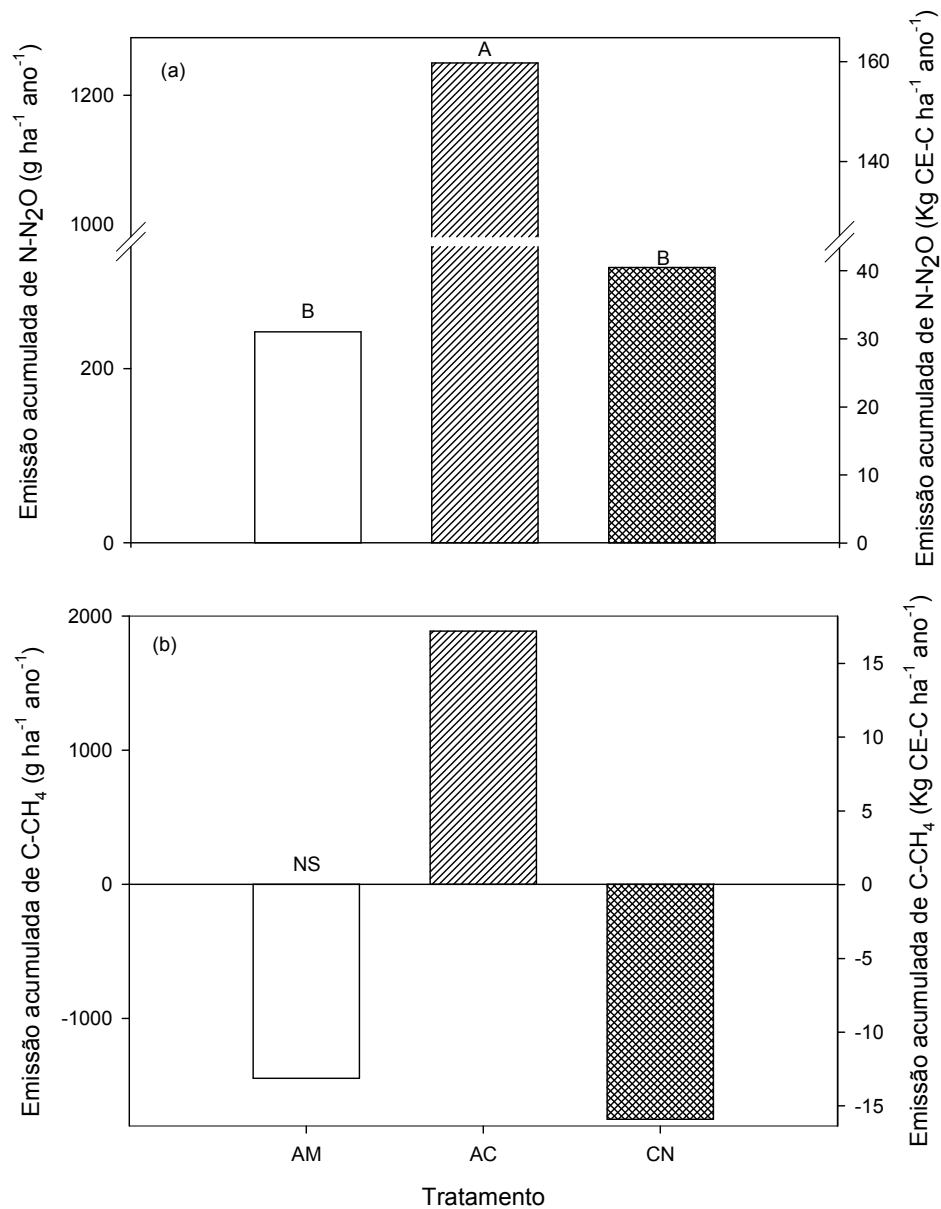 (a)
Emissão acumulada de N-N₂O (g ha⁻¹ ano⁻¹)
1200
1000
200
0
B
A
B
160
140
40
30
20
10
0
Emissão acumulada de N-N₂O (Kg CE-C ha⁻¹ ano⁻¹)
(b)
Emissão acumulada de C-CH₄ (g ha⁻¹ ano⁻¹)
2000
1000
0
-1000
NS
15
10
5
0
-5
-10
-15
Emissão acumulada de C-CH₄ (Kg CE-C ha⁻¹ ano⁻¹)
AM AC CN
Tratamento